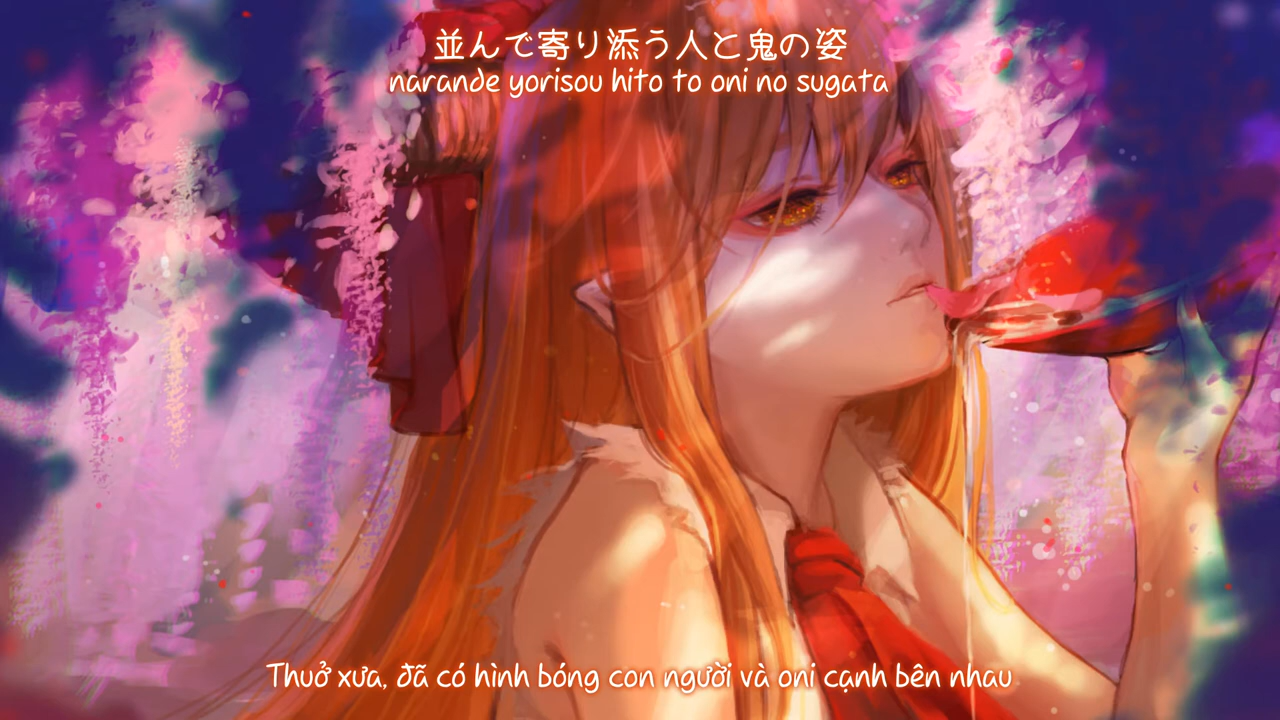 並んで寄り添う人と鬼の姿
narande yorisou hito to oni no sugata
Thuở xưa, đã có hình bóng con người và oni cạnh bên nhau